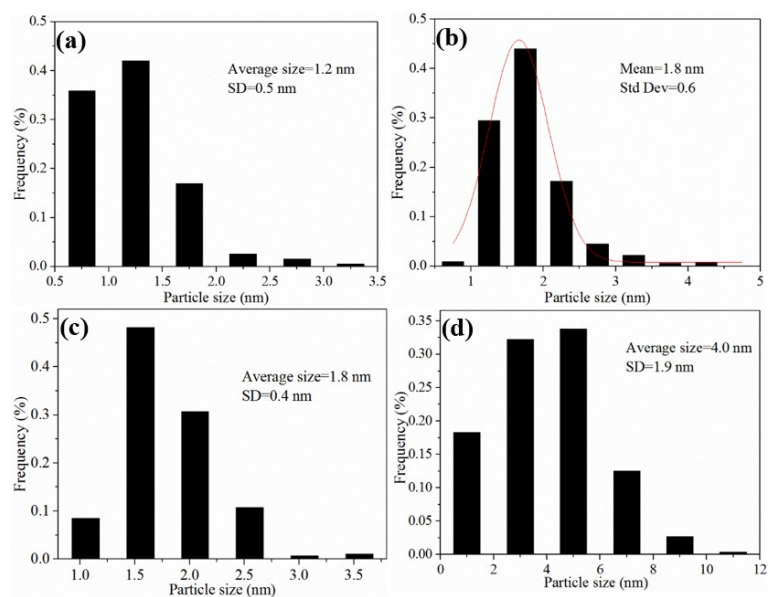 (a)
Average size=1.2 nm
SD=0.5 nm
Frequency (%)
0.5
0.4
0.3
0.2
0.1
0.0
0.5 1.0 1.5 2.0 2.5 3.0 3.5
Particle size (nm)
(b)
Mean=1.8 nm
Std Dev=0.6
Frequency (%)
0.5
0.4
0.3
0.2
0.1
0.0
1 2 3 4 5
Particle size (nm)
(c)
Average size=1.8 nm
SD=0.4 nm
Frequency (%)
0.5
0.4
0.3
0.2
0.1
0.0
1.0 1.5 2.0 2.5 3.0 3.5
Particle size (nm)
(d)
Average size=4.0 nm
SD=1.9 nm
Frequency (%)
0.35
0.30
0.25
0.20
0.15
0.10
0.05
0.00
0 2 4 6 8 10 12
Particle size (nm)